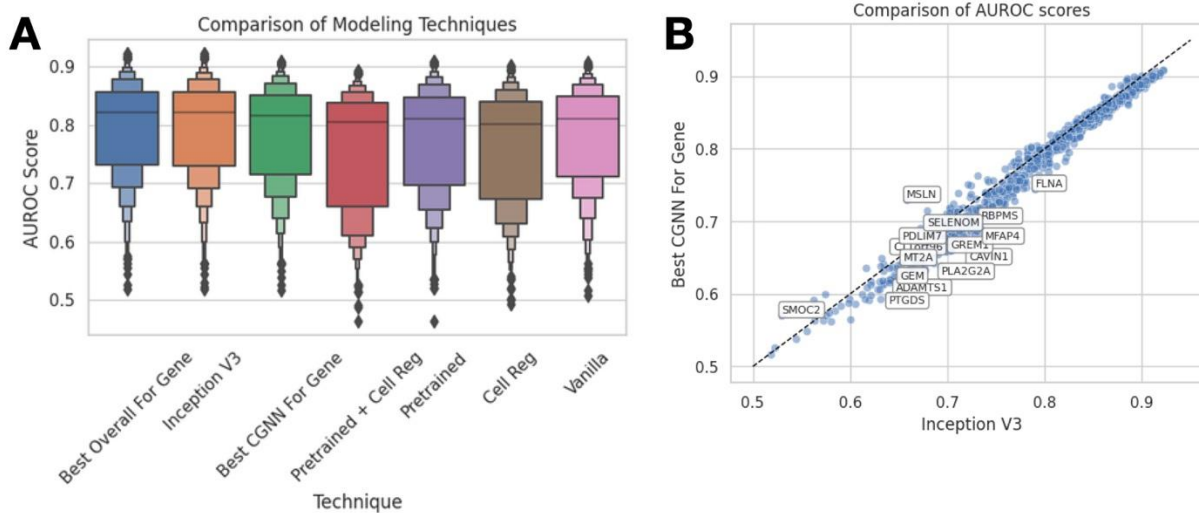 A
Comparison of Modeling Techniques
AUROC Score
0.9
0.8
0.7
0.6
0.5
Best Overall For Gene
Inception V3
Best CGNN For Gene
Pretrained + Cell Reg
Pretrained
Cell Reg
Vanilla
Technique
B
Comparison of AUROC scores
Best CGNN For Gene
0.9
0.8
0.7
0.6
0.5
FLNA
MSLN
RBPMS
SELENOM
PDLIM7
MFAP4
GREM1
MT2A
CAVIN1
PLA2G2A
GEM
ADAMTS1
PTGDS
SMOC2
0.5 0.6 0.7 0.8 0.9
Inception V3